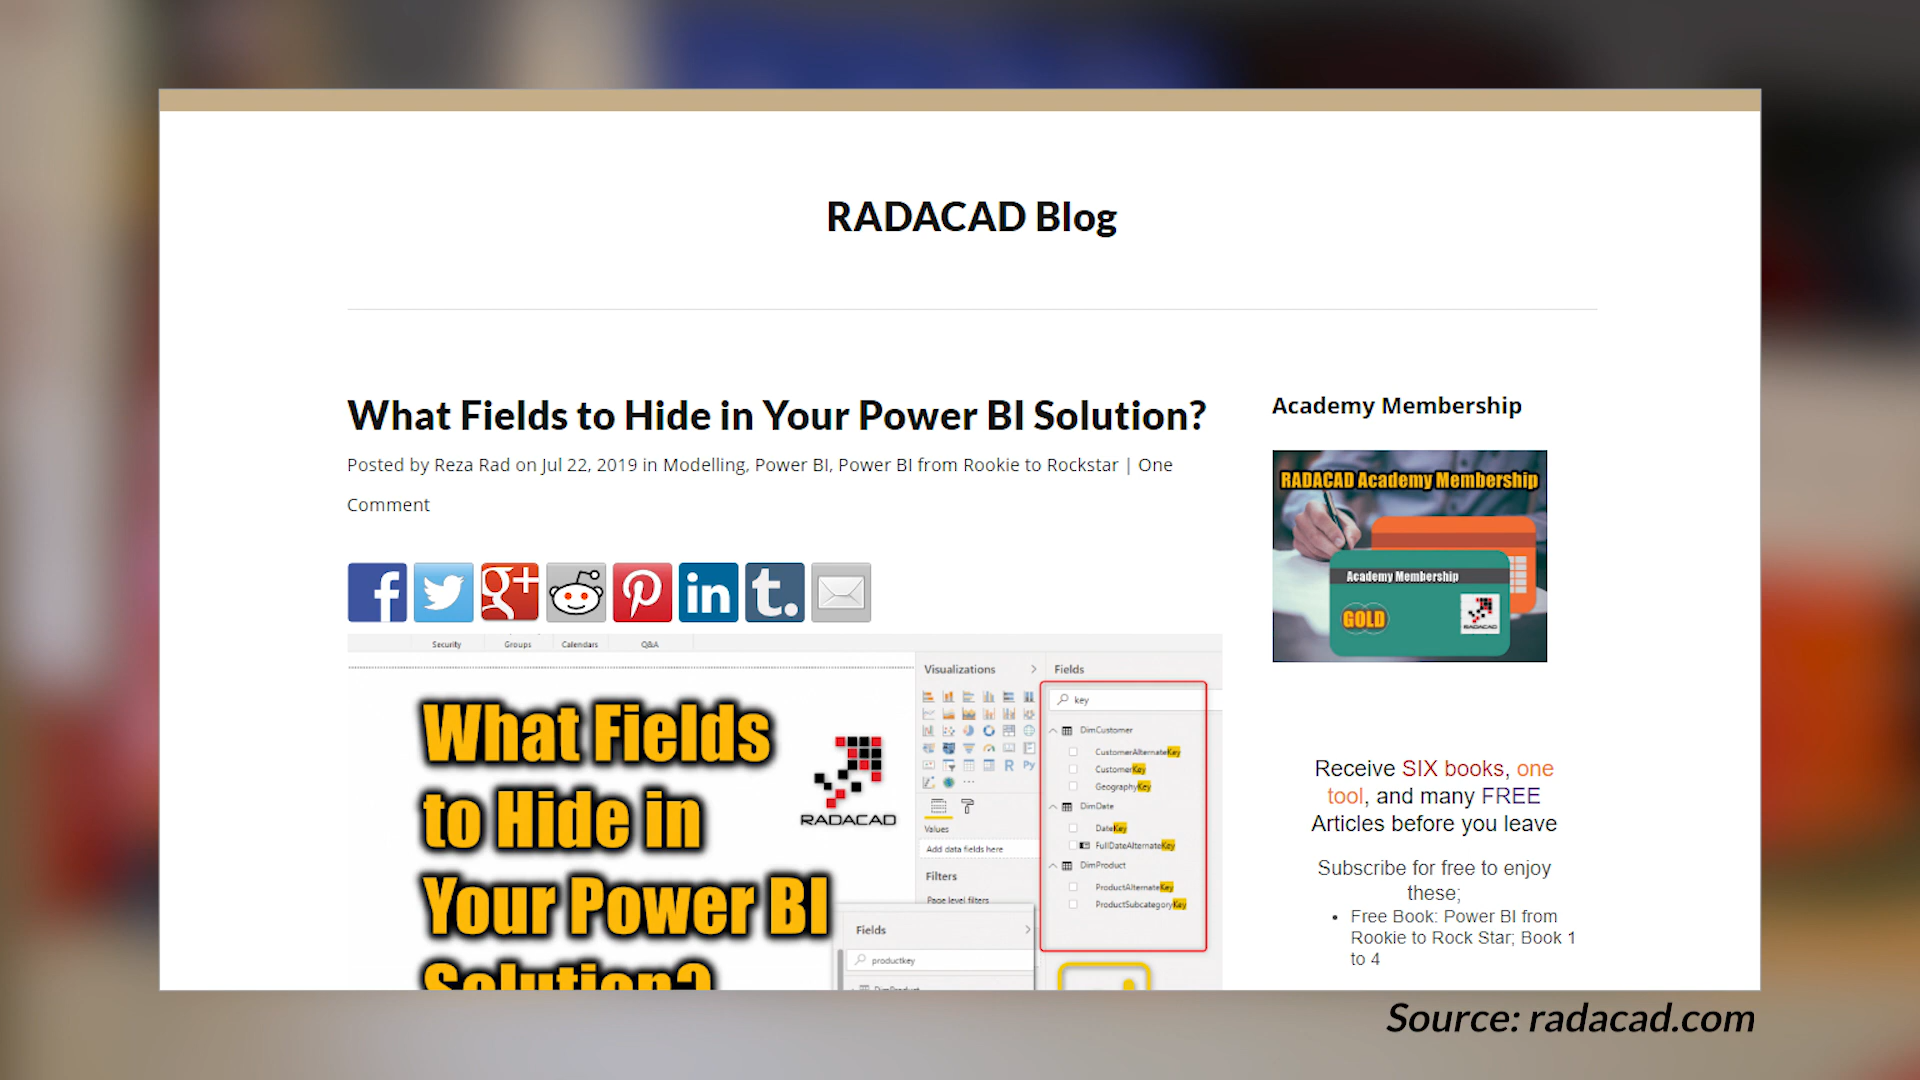 RADACAD Blog
What Fields to Hide in Your Power BI Solution?
Posted by Reza Rad on Jul 22, 2019 in Modelling, Power BI, Power BI from Rookie to Rockstar | One
Comment
Security Groups Calendars Q&A
What Fields
to Hide in
Your Power BI
Solution?
RADACAD
Visualizations
Values
Add data fields here
Filters
Page level filters
Fields
productkey
DimProduct
Fields
key
DimCustomer
CustomerAlternateKey
CustomerKey
GeographyKey
DimDate
DateKey
FullDateAlternateKey
DimProduct
ProductAlternateKey
ProductSubcategoryKey
Academy Membership
RADACAD Academy Membership
Academy Membership
GOLD
RADACAD
Receive SIX books, one
tool, and many FREE
Articles before you leave
Subscribe for free to enjoy
these;
• Free Book: Power BI from
Rookie to Rock Star; Book 1
to 4
Source: radacad.com